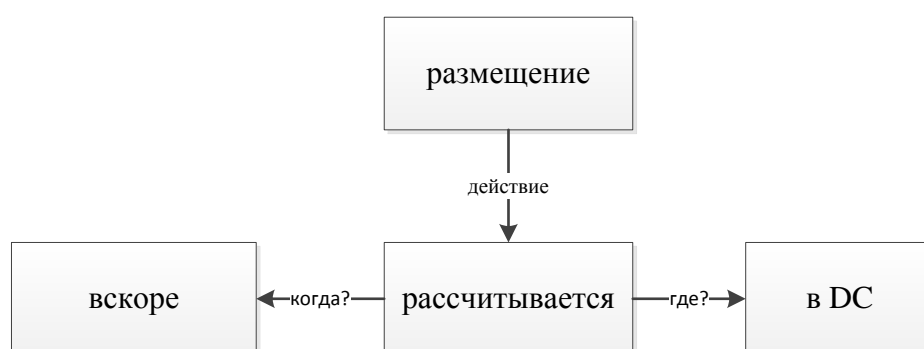 размещение
действие
вскоре
когда?
рассчитывается
где?
в DC